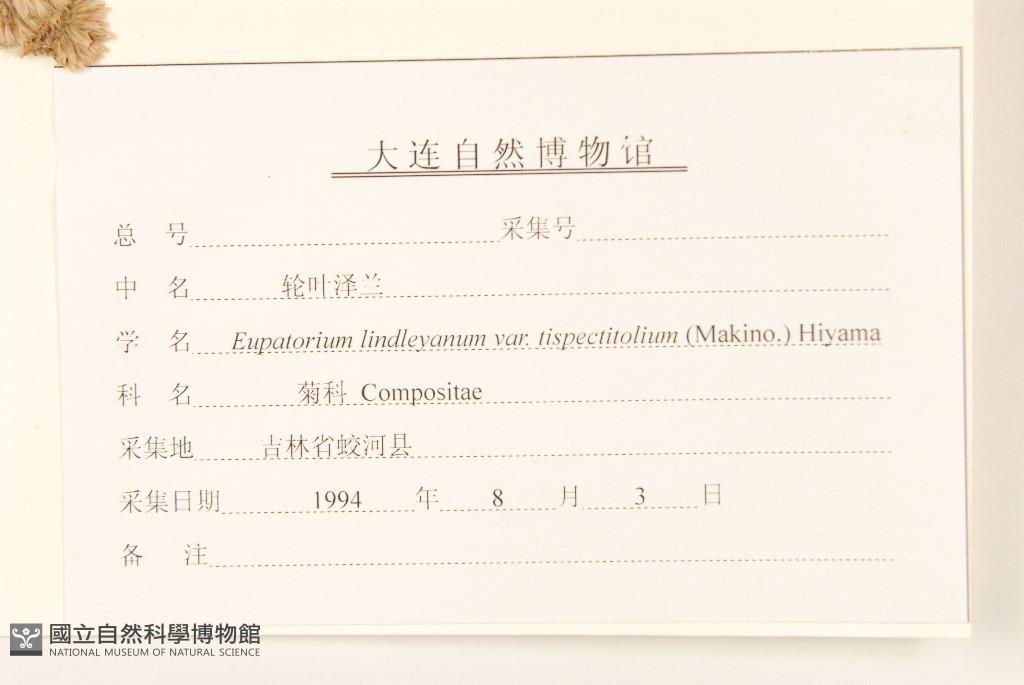 大连自然博物馆
总 号 采集号
中 名 轮叶泽兰
学 名 Eupatorium lindleyanum var. tispectitolium (Makino.) Hiyama
科 名 菊科 Compositae
采集地 吉林省蛟河县
采集日期 1994 年 8 月 3 日
备 注
國立自然科學博物館
NATIONAL MUSEUM OF NATURAL SCIENCE